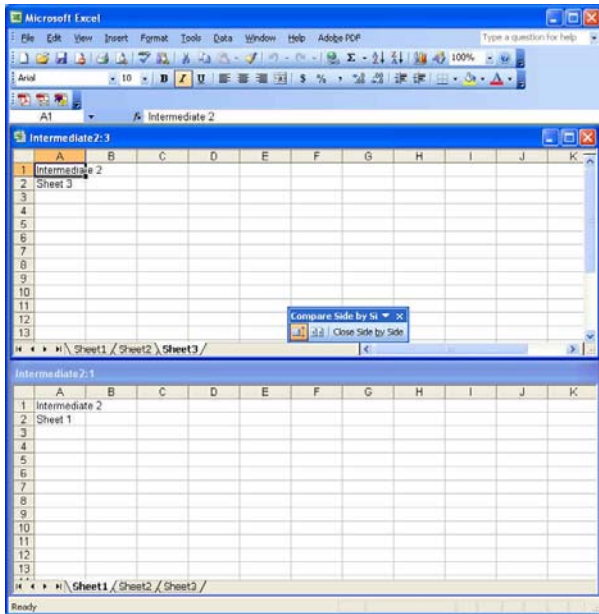 Microsoft Excel
File Edit View Insert Format Tools Data Window Help Adobe PDF Type a question for help
100%
Arial 10 B I U $ % ,
A1 fx Intermediate 2
Intermediate2:3
A B C D E F G H I J K
1 Intermediate 2
2 Sheet 3
3
4
5
6
7
8
9
10
11
12
13
Compare Side by Si
Close Side by Side
Sheet1 / Sheet2 \ Sheet3 /
Intermediate2:1
A B C D E F G H I J K
1 Intermediate 2
2 Sheet 1
3
4
5
6
7
8
9
10
11
12
13
Sheet1 / Sheet2 / Sheet3 /
Ready